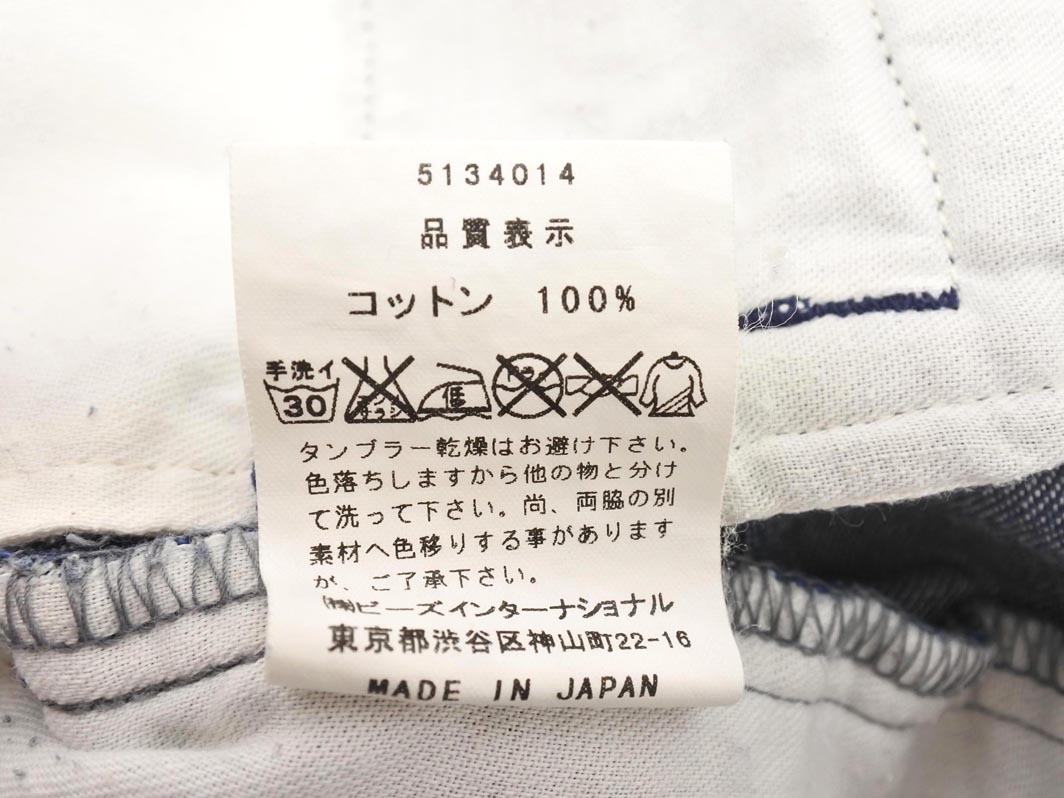 5134014
品質表示
コットン 100%
手洗イ
30
低
タンブラー乾燥はお避け下さい。
色落ちしますから他の物と分け
て洗って下さい。尚、両脇の別
素材へ色移りする事があります
が、ご了承下さい。
㈱ビーズインターナショナル
東京都渋谷区神山町22-16
MADE IN JAPAN